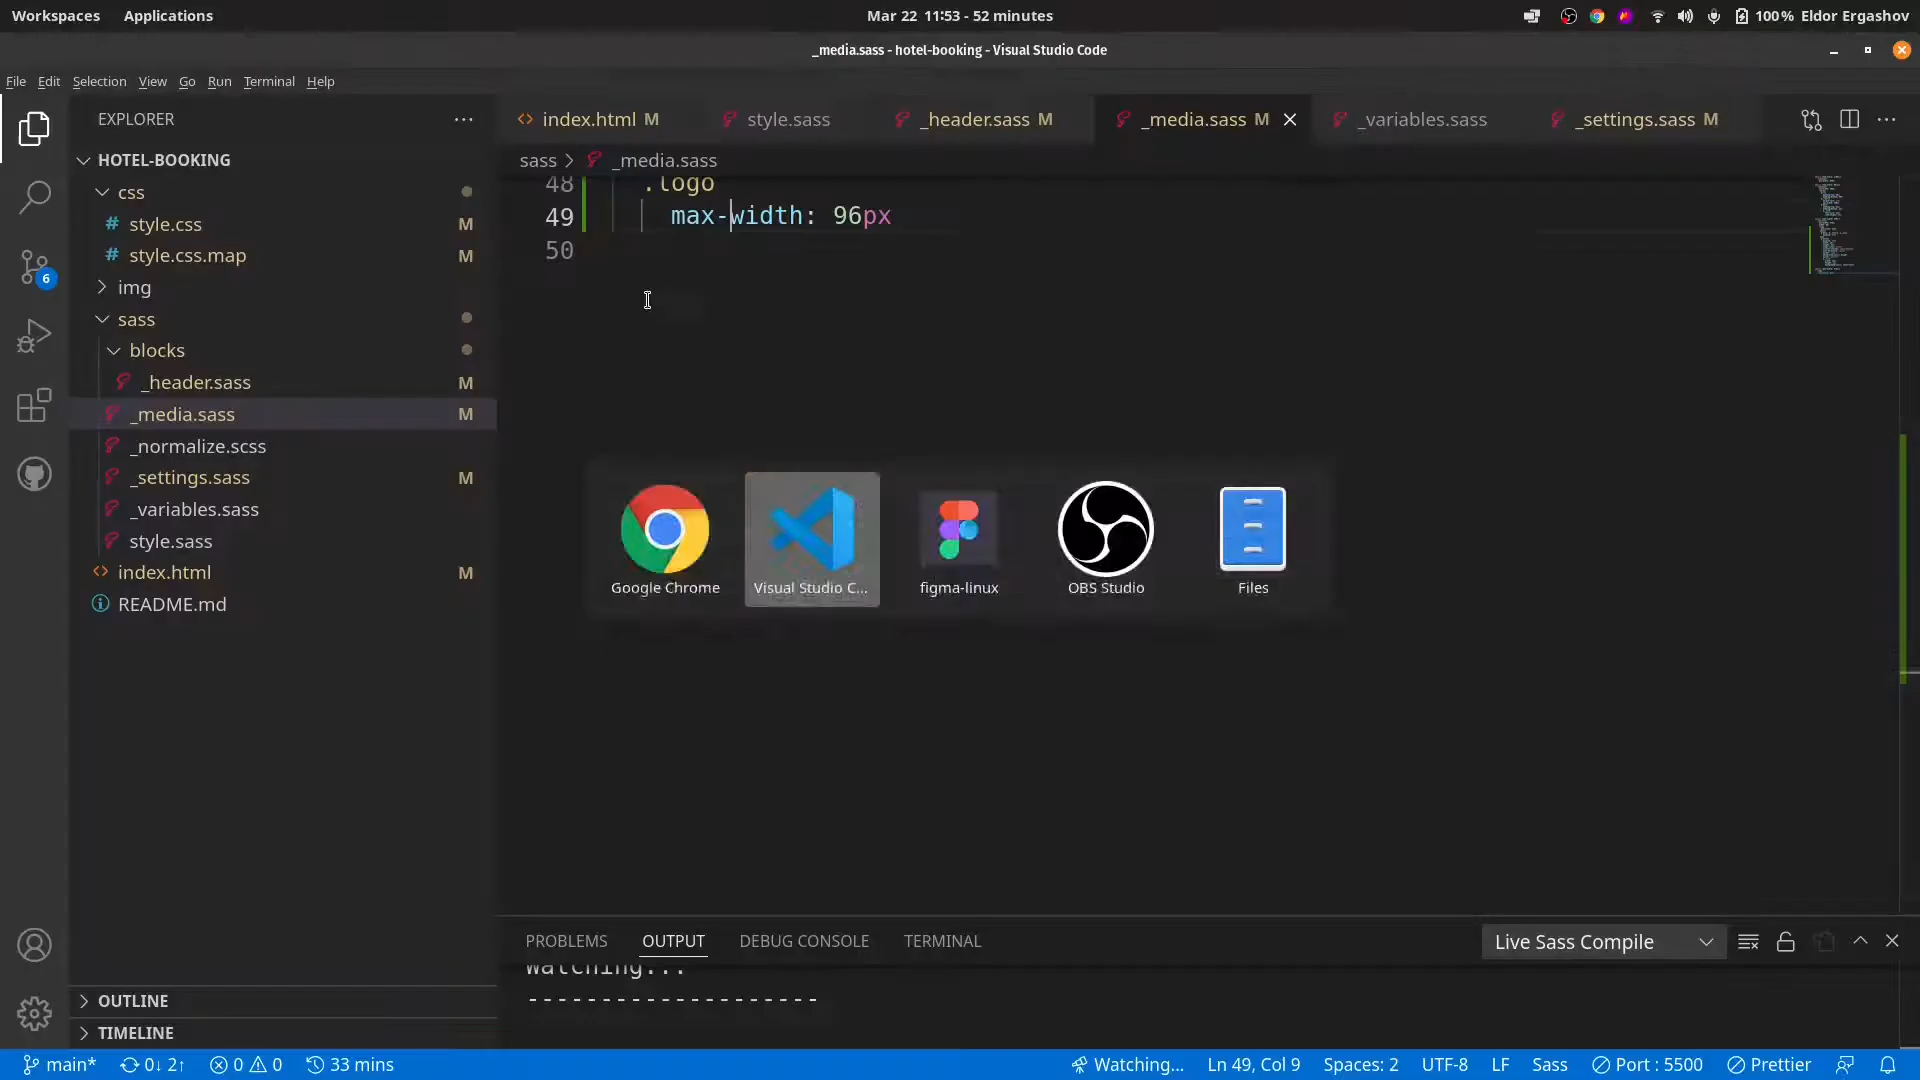 Workspaces Applications Mar 22 11:53 - 52 minutes 100% Eldor Ergashov
_media.sass - hotel-booking - Visual Studio Code
File Edit Selection View Go Run Terminal Help
EXPLORER
HOTEL-BOOKING
css
style.css M
style.css.map M
img
sass
blocks
_header.sass M
_media.sass M
_normalize.scss
_settings.sass M
_variables.sass
style.sass
index.html M
README.md
OUTLINE
TIMELINE
6
index.html M style.sass _header.sass M _media.sass M _variables.sass _settings.sass M
sass > _media.sass
48 .logo
49 max-width: 96px
50
Google Chrome Visual Studio C... figma-linux OBS Studio Files
PROBLEMS OUTPUT DEBUG CONSOLE TERMINAL Live Sass Compile
Watching...
--------------------
main* 0↓ 2↑ 0 0 33 mins Watching... Ln 49, Col 9 Spaces: 2 UTF-8 LF Sass Port : 5500 Prettier